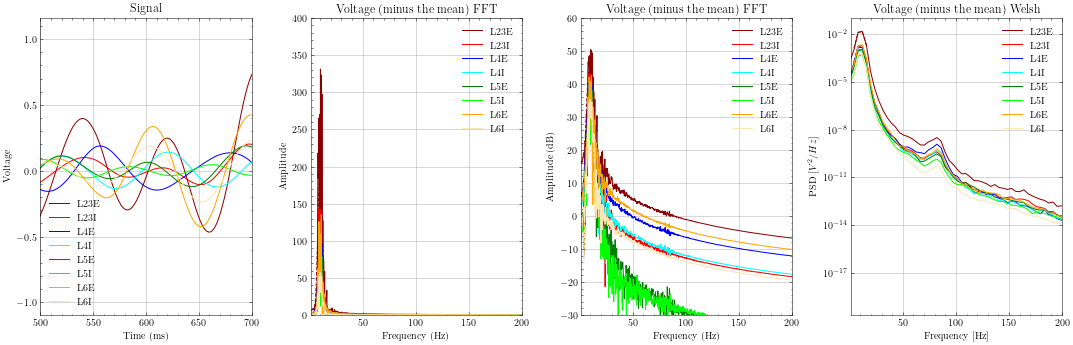 Signal
Voltage
1.0
0.5
0.0
−0.5
−1.0
500
550
600
650
700
Time (ms)
L23E
L23I
L4E
L4I
L5E
L5I
L6E
L6I
Voltage (minus the mean) FFT
Amplitude
400
350
300
250
200
150
100
50
0
50
100
150
200
Frequency (Hz)
L23E
L23I
L4E
L4I
L5E
L5I
L6E
L6I
Voltage (minus the mean) FFT
Amplitude (dB)
60
50
40
30
20
10
0
−10
−20
−30
50
100
150
200
Frequency (Hz)
L23E
L23I
L4E
L4I
L5E
L5I
L6E
L6I
Voltage (minus the mean) Welsh
PSD [V²/Hz]
10⁻²
10⁻⁵
10⁻⁸
10⁻¹¹
10⁻¹⁴
10⁻¹⁷
50
100
150
200
Frequency [Hz]
L23E
L23I
L4E
L4I
L5E
L5I
L6E
L6I